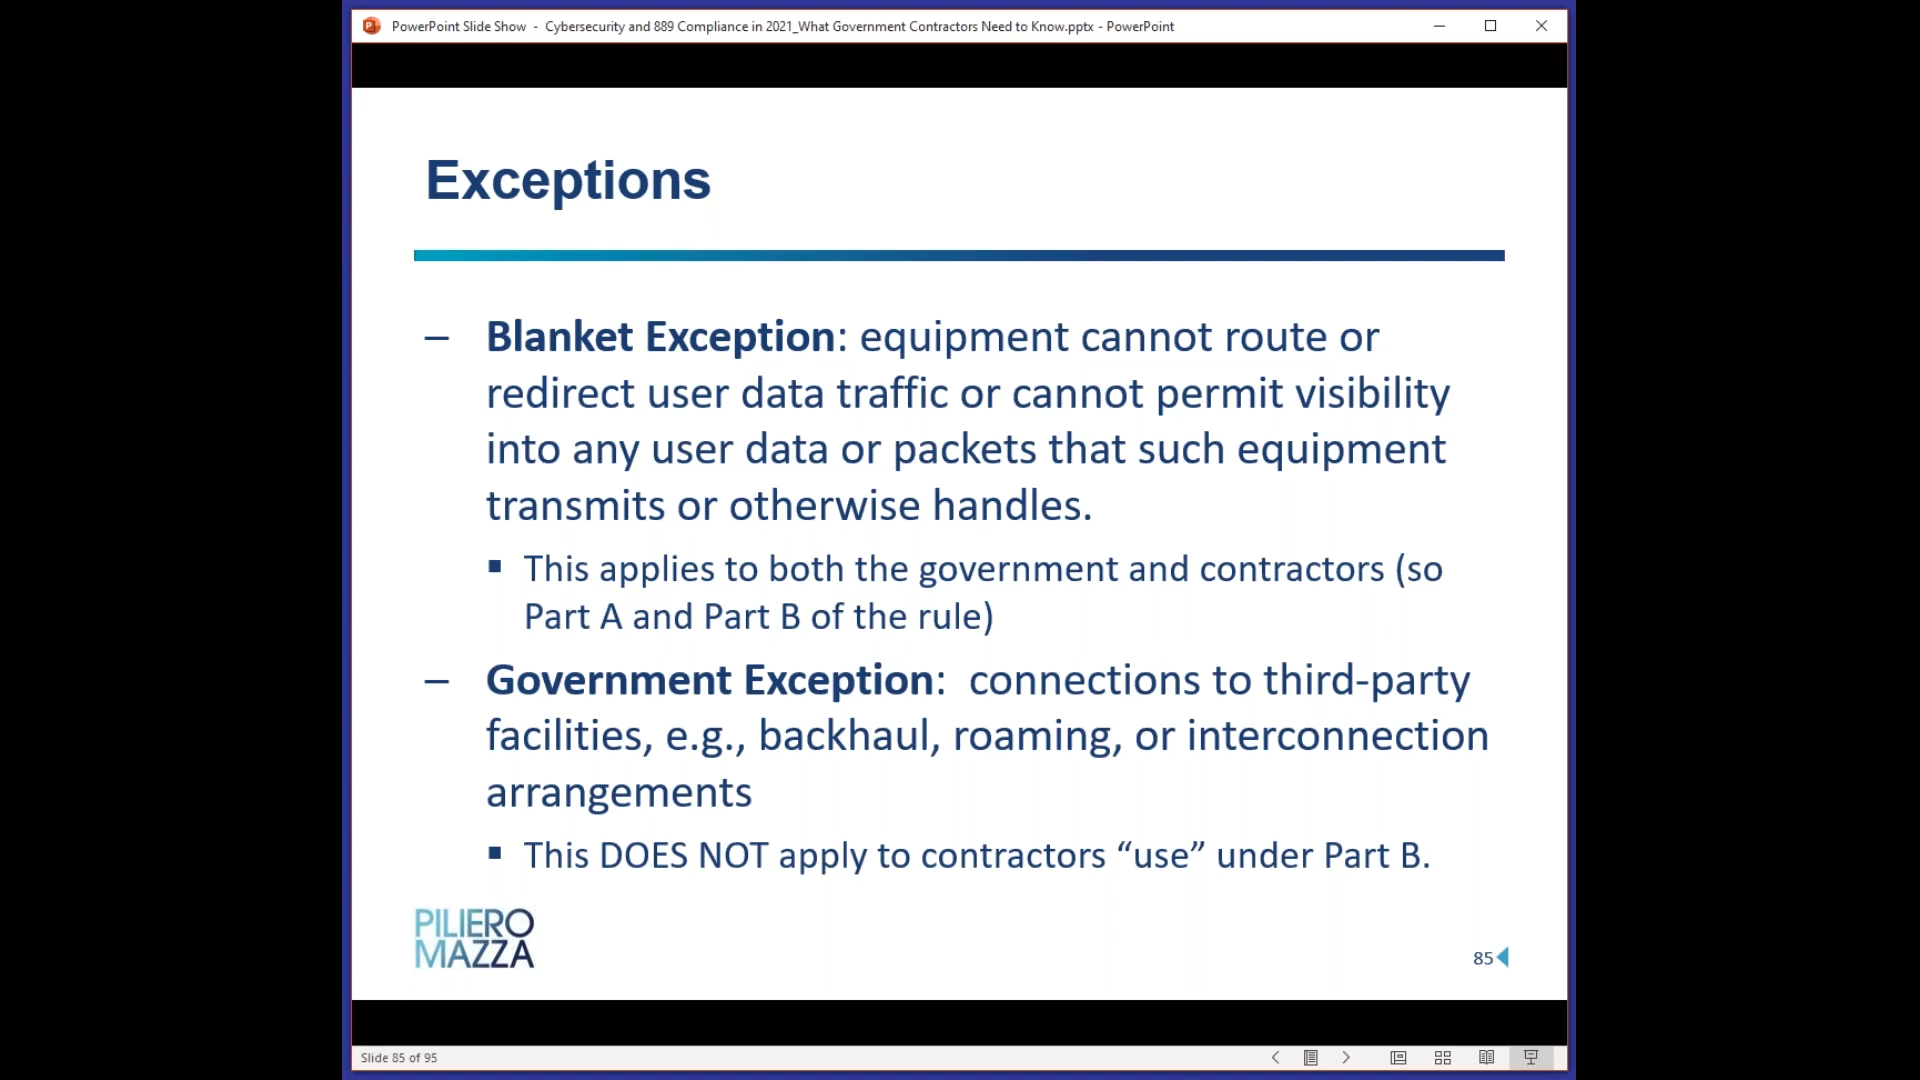 PowerPoint Slide Show - Cybersecurity and 889 Compliance in 2021_What Government Contractors Need to Know.pptx - PowerPoint
Exceptions
– Blanket Exception: equipment cannot route or
redirect user data traffic or cannot permit visibility
into any user data or packets that such equipment
transmits or otherwise handles.
▪ This applies to both the government and contractors (so
Part A and Part B of the rule)
– Government Exception:  connections to third-party
facilities, e.g., backhaul, roaming, or interconnection
arrangements
▪ This DOES NOT apply to contractors “use” under Part B.
PILIERO
MAZZA
85
Slide 85 of 95